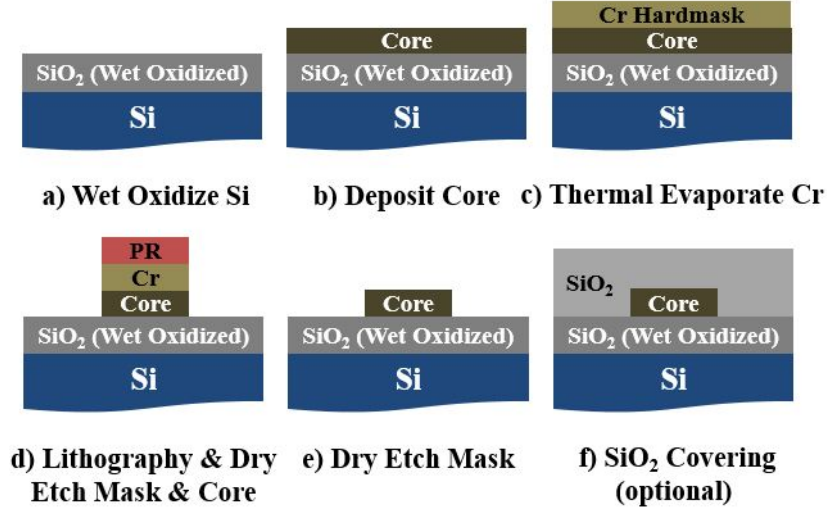 Core
SiO₂ (Wet Oxidized)
Si
a) Wet Oxidize Si
Core
SiO₂ (Wet Oxidized)
Si
b) Deposit Core
Cr Hardmask
Core
SiO₂ (Wet Oxidized)
Si
c) Thermal Evaporate Cr
PR
Cr
Core
SiO₂ (Wet Oxidized)
Si
d) Lithography & Dry
Etch Mask & Core
Core
SiO₂ (Wet Oxidized)
Si
e) Dry Etch Mask
SiO₂
Core
SiO₂ (Wet Oxidized)
Si
f) SiO₂ Covering
(optional)